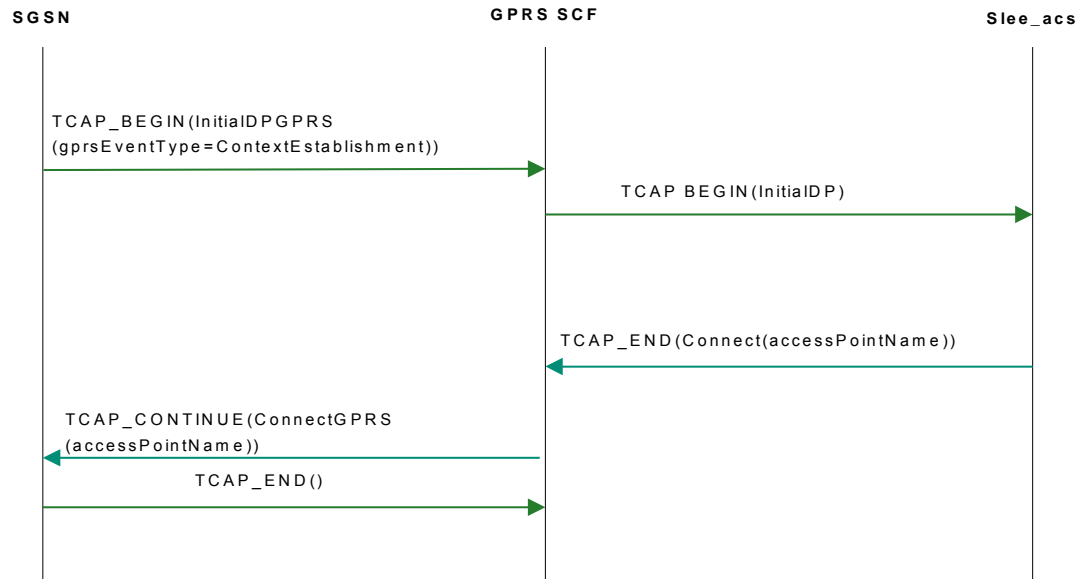 SGSN
GPRS SCF
Slee_acs
TCAP_BEGIN(InitialDPGPRS
(gprsEventType=ContextEstablishment))
TCAP BEGIN(InitialDP)
TCAP_END(Connect(accessPointName))
TCAP_CONTINUE(ConnectGPRS
(accessPointName))
TCAP_END()